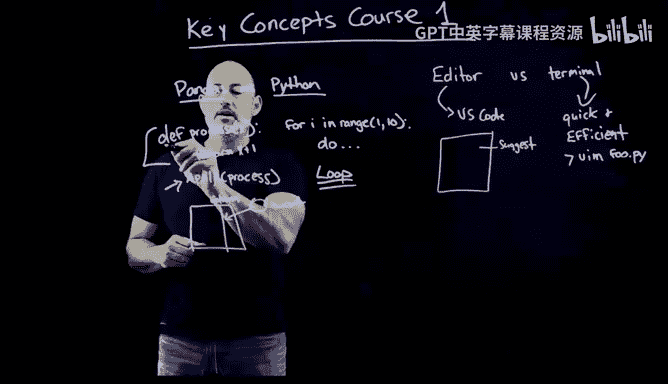 Key Concepts Course 1
GPT中英字幕课程资源 bilibili
Python
def
for i in range(1,10):
do...
(process)
Loop
Editor vs terminal
VS Code
Suggest
quick +
Efficient
> vim foo.py